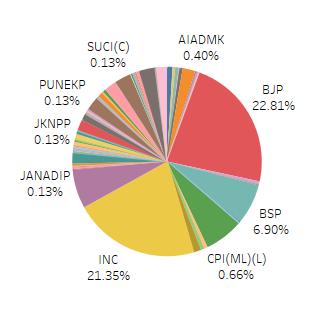 AIADMK
0.40%
BJP
22.81%
BSP
6.90%
CPI(ML)(L)
0.66%
INC
21.35%
JANADIP
0.13%
JKNPP
0.13%
PUNEKP
0.13%
SUCI(C)
0.13%